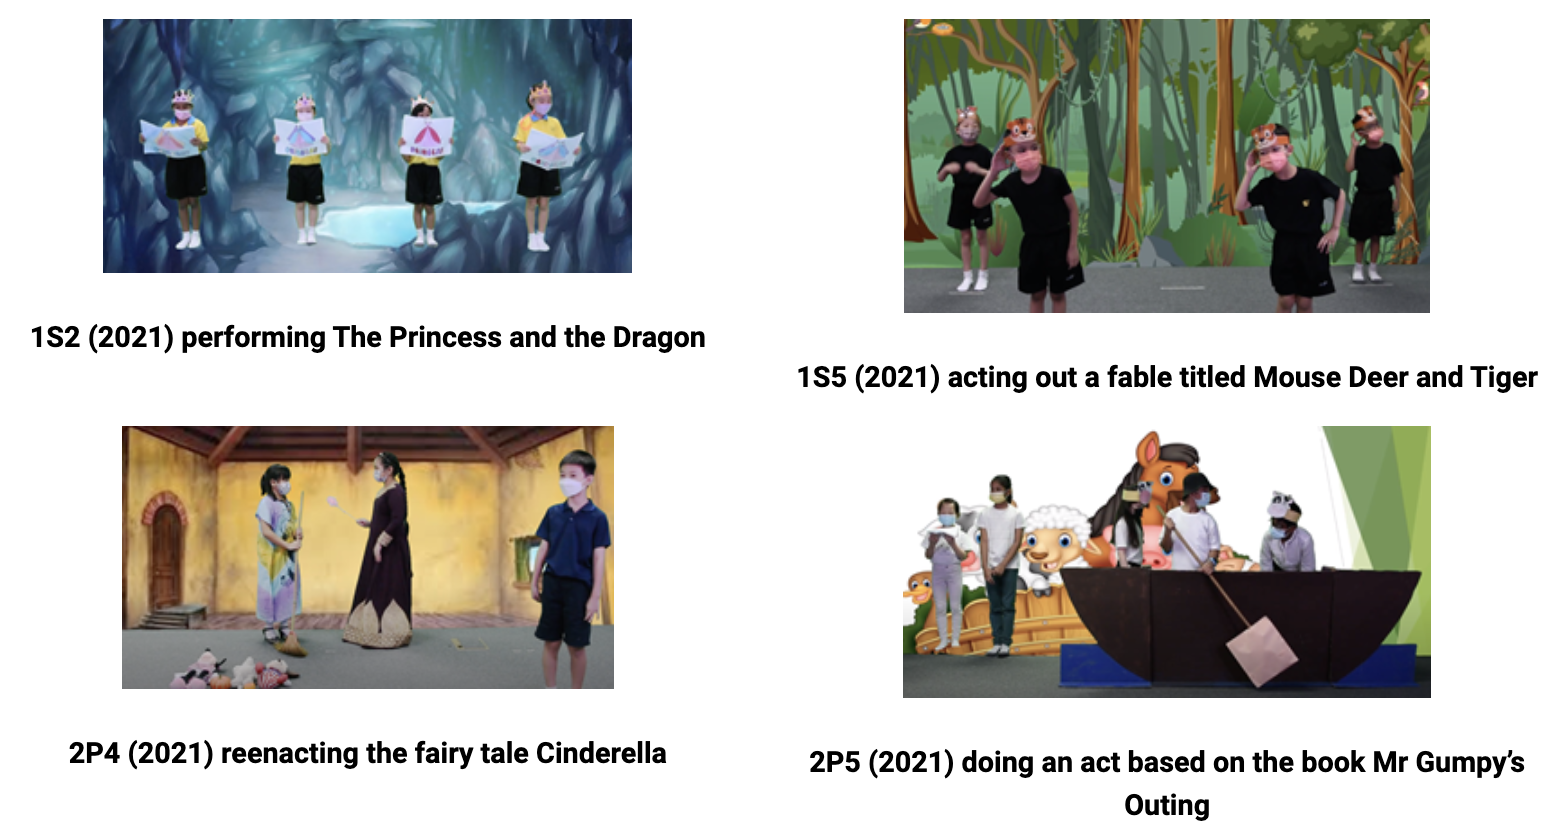 1S2 (2021) performing The Princess and the Dragon
1S5 (2021) acting out a fable titled Mouse Deer and Tiger
2P4 (2021) reenacting the fairy tale Cinderella
2P5 (2021) doing an act based on the book Mr Gumpy’s
Outing